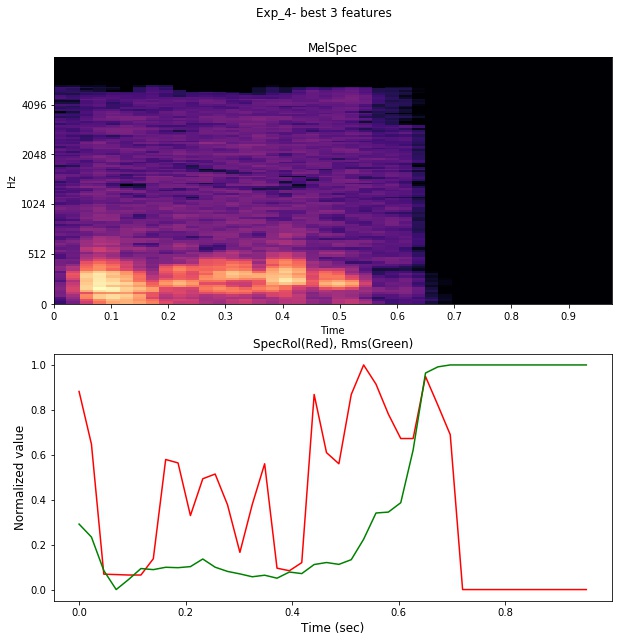 Exp_4- best 3 features
MelSpec
4096
2048
1024
512
0
Hz
0 0.1 0.2 0.3 0.4 0.5 0.6 0.7 0.8 0.9
Time
SpecRol(Red), Rms(Green)
1.0
0.8
0.6
0.4
0.2
0.0
Normalized value
0.0 0.2 0.4 0.6 0.8
Time (sec)